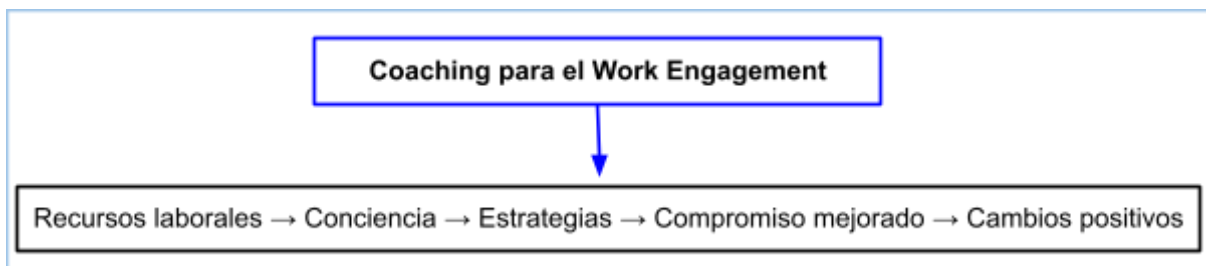 Coaching para el Work Engagement
Recursos laborales → Conciencia → Estrategias → Compromiso mejorado → Cambios positivos